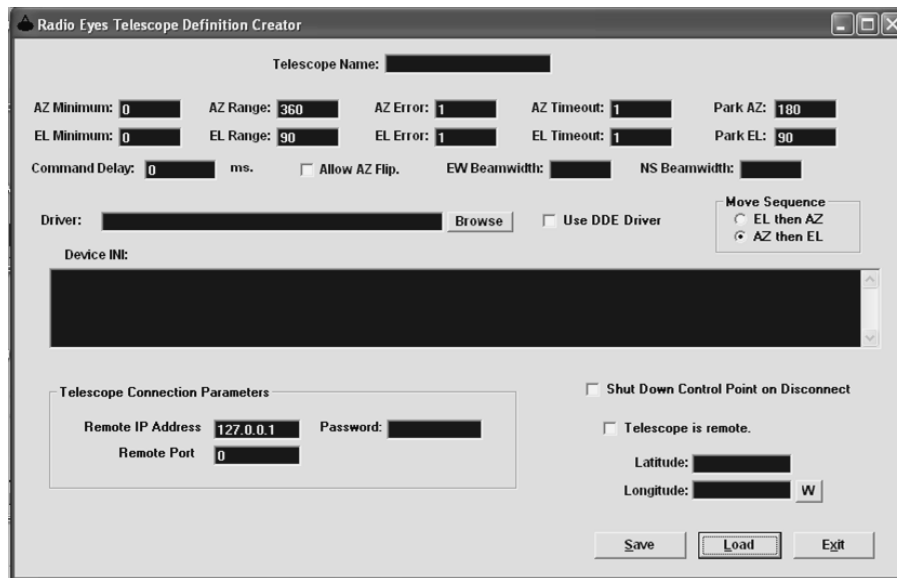 Radio Eyes Telescope Definition Creator
Telescope Name:
AZ Minimum: 0 AZ Range: 360 AZ Error: 1 AZ Timeout: 1 Park AZ: 180
EL Minimum: 0 EL Range: 90 EL Error: 1 EL Timeout: 1 Park EL: 90
Command Delay: 0 ms. Allow AZ Flip. EW Beamwidth: NS Beamwidth:
Move Sequence
EL then AZ
Driver: Browse Use DDE Driver
AZ then EL
Device INI:
Shut Down Control Point on Disconnect
Telescope Connection Parameters
Remote IP Address 127.0.0.1 Password: Telescope is remote.
Remote Port 0
Latitude:
Longitude: W
Save Load Exit